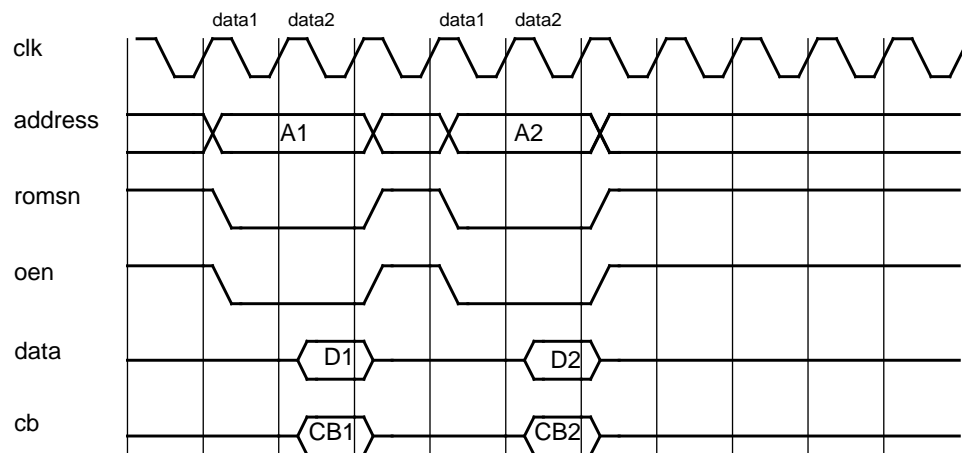 data1 data2 data1 data2
clk
address A1 A2
romsn
oen
data D1 D2
cb CB1 CB2